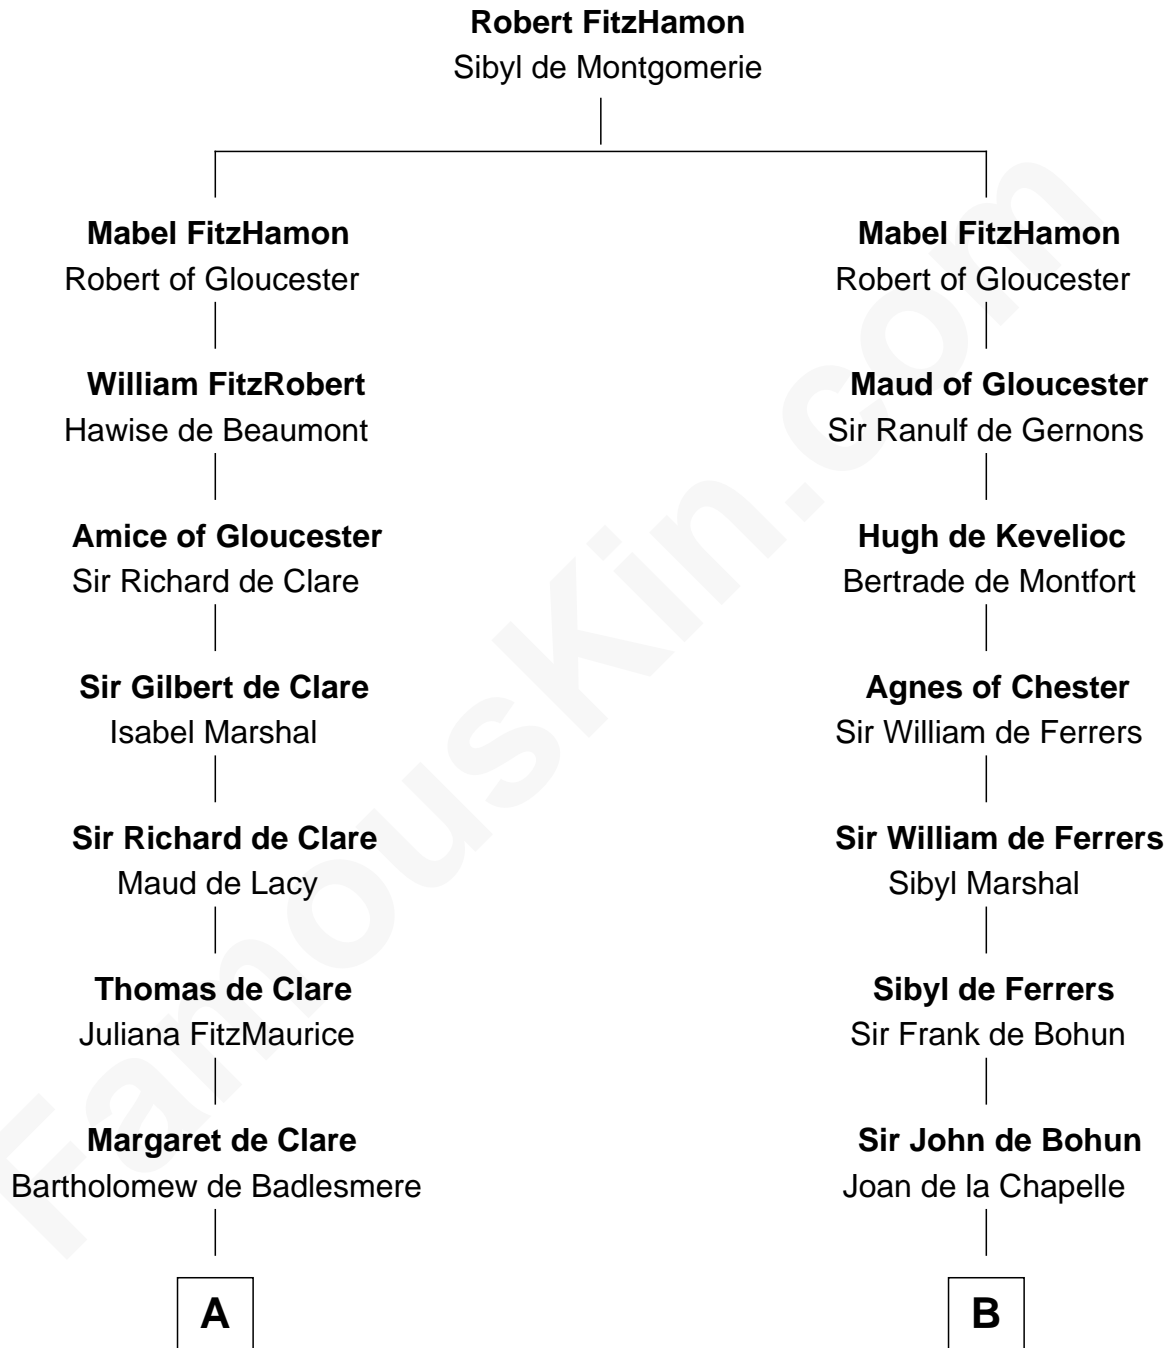 Robert FitzHamon
Sibyl de Montgomerie
Mabel FitzHamon
Robert of Gloucester
William FitzRobert
Hawise de Beaumont
Amice of Gloucester
Sir Richard de Clare
Sir Gilbert de Clare
Isabel Marshal
Sir Richard de Clare
Maud de Lacy
Thomas de Clare
Juliana FitzMaurice
Margaret de Clare
Bartholomew de Badlesmere
A
Mabel FitzHamon
Robert of Gloucester
Maud of Gloucester
Sir Ranulf de Gernons
Hugh de Kevelioc
Bertrade de Montfort
Agnes of Chester
Sir William de Ferrers
Sir William de Ferrers
Sibyl Marshal
Sibyl de Ferrers
Sir Frank de Bohun
Sir John de Bohun
Joan de la Chapelle
B
FamousKin.com